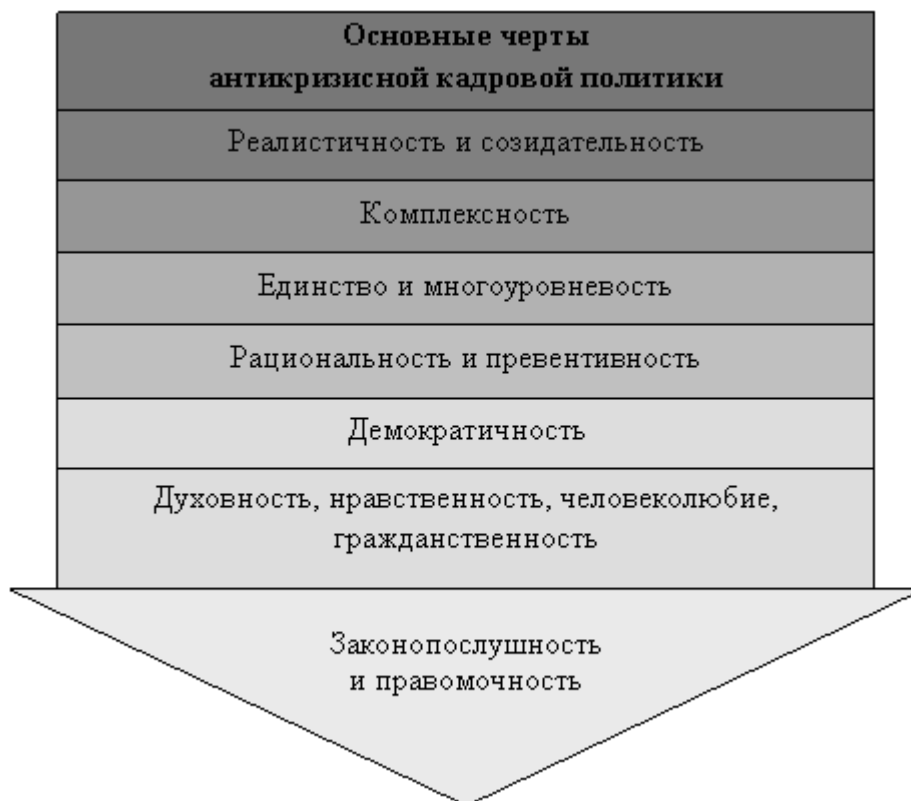 Основные черты
антикризисной кадровой политики
Реалистичность и созидательность
Комплексность
Единство и многоуровневость
Рациональность и превентивность
Демократичность
Духовность, нравственность, человеколюбие,
гражданственность
Законопослушность
и правомочность